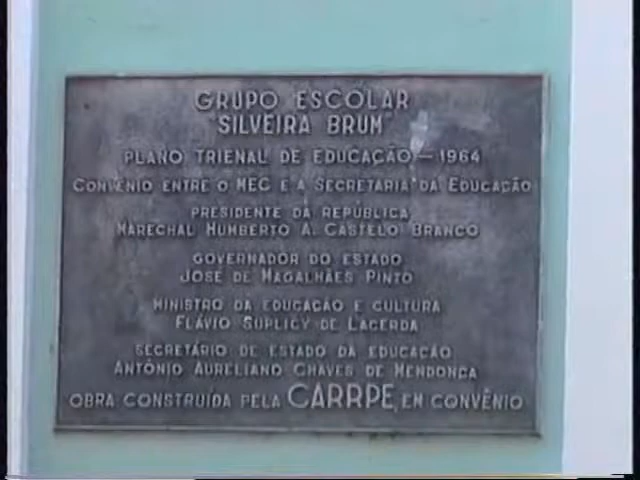 GRUPO ESCOLAR
"SILVEIRA BRUM"
PLANO TRIENAL DE EDUCAÇÃO — 1964
CONVÊNIO ENTRE O MEC E A SECRETARIA DA EDUCAÇÃO
PRESIDENTE DA REPÚBLICA
MARECHAL HUMBERTO A. CASTELO BRANCO
GOVERNADOR DO ESTADO
JOSÉ DE MAGALHÃES PINTO
MINISTRO DA EDUCAÇÃO E CULTURA
FLÁVIO SUPLICY DE LACERDA
SECRETÁRIO DE ESTADO DA EDUCAÇÃO
ANTÔNIO AURELIANO CHAVES DE MENDONÇA
OBRA CONSTRUÍDA PELA CARRPE, EM CONVÊNIO